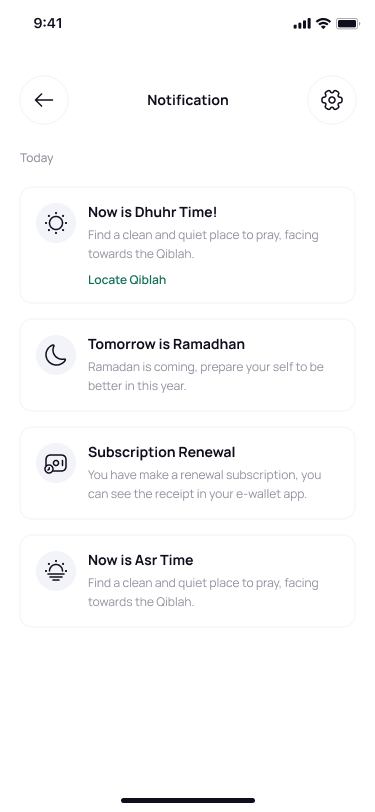 9:41
Notification
Today
Now is Dhuhr Time!
Find a clean and quiet place to pray, facing
towards the Qiblah.
Locate Qiblah
Tomorrow is Ramadhan
Ramadan is coming, prepare your self to be
better in this year.
Subscription Renewal
You have make a renewal subscription, you
can see the receipt in your e-wallet app.
Now is Asr Time
Find a clean and quiet place to pray, facing
towards the Qiblah.